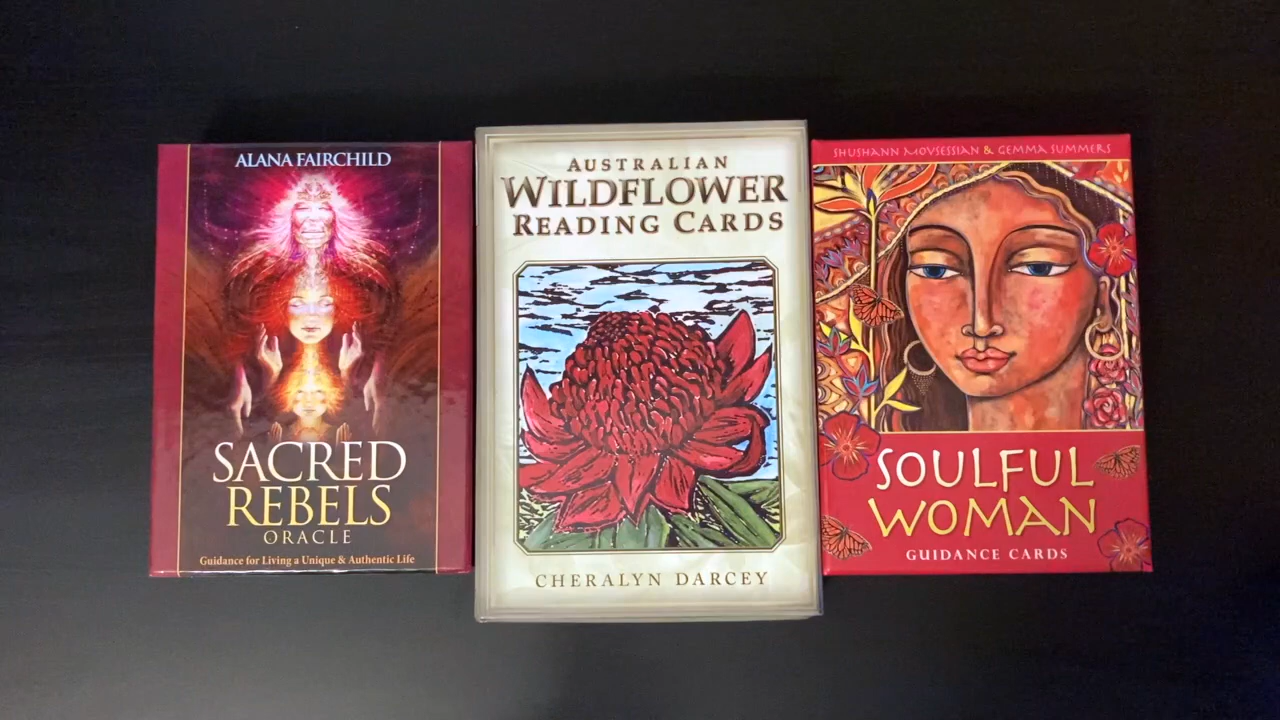 ALANA FAIRCHILD
SACRED
REBELS
ORACLE
Guidance for Living a Unique & Authentic Life
AUSTRALIAN
WILDFLOWER
READING CARDS
CHERALYN DARCEY
SHUSHANN MOVSESSIAN & GEMMA SUMMERS
SOULFUL
WOMAN
GUIDANCE CARDS